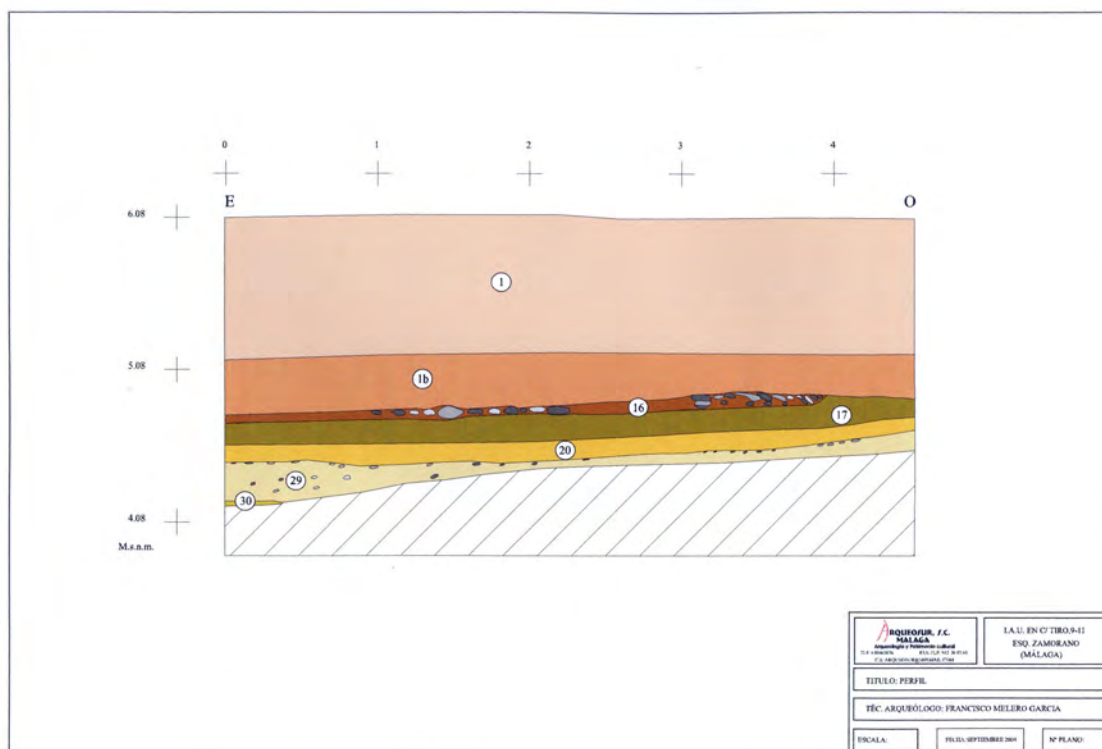 0 1 2 3 4
E O
6.08
1
5.08
1b
16
17
20
29
30
4.08
M.s.n.m.
ARQUEOSUR, S.C.
MALAGA
Arqueología y Patrimonio cultural
I.A.U. EN C/ TIRO,9-11
ESQ. ZAMORANO
(MÁLAGA)
TITULO: PERFIL
TÉC. ARQUEÓLOGO: FRANCISCO MELERO GARCIA
ESCALA:
FECHA: SEPTIEMBRE
Nº PLANO: